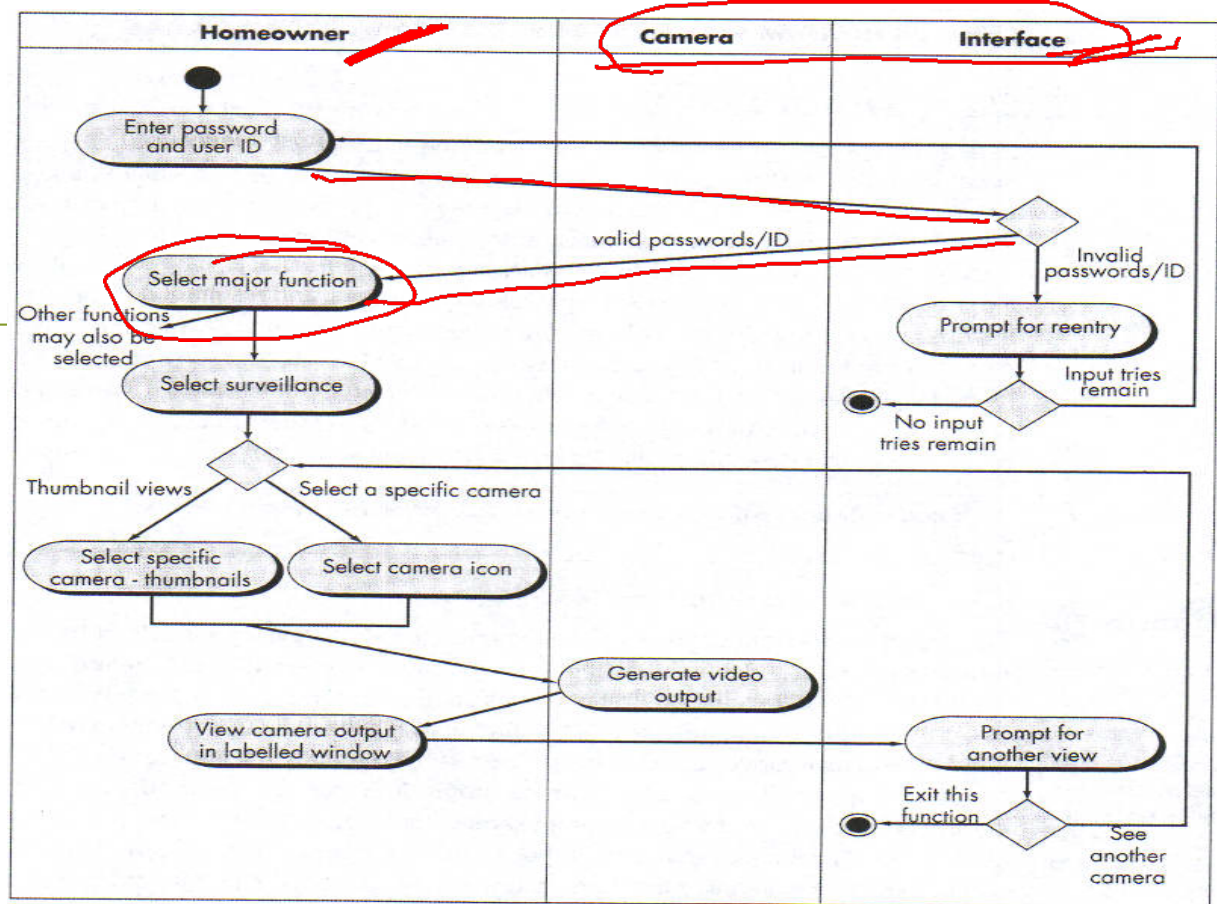 Homeowner
Camera
Interface
Enter password
and user ID
valid passwords/ID
Invalid
passwords/ID
Select major function
Other functions
may also be
selected
Prompt for reentry
Select surveillance
Input tries
remain
No input
tries remain
Thumbnail views
Select a specific camera
Select specific
camera - thumbnails
Select camera icon
Generate video
output
View camera output
in labelled window
Prompt for
another view
Exit this
function
See
another
camera